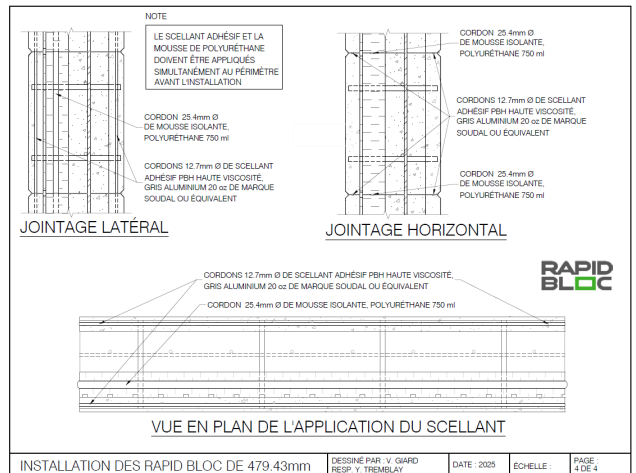 NOTE
LE SCELLANT ADHÉSIF ET LA
MOUSSE DE POLYURÉTHANE
DOIVENT ÊTRE APPLIQUÉS
SIMULTANÉMENT AU PÉRIMÈTRE
AVANT L'INSTALLATION
CORDON 25.4mm Ø
DE MOUSSE ISOLANTE,
POLYURÉTHANE 750 ml
CORDONS 12.7mm Ø DE SCELLANT
ADHÉSIF PBH HAUTE VISCOSITÉ,
GRIS ALUMINIUM 20 oz DE MARQUE
SOUDAL OU ÉQUIVALENT
JOINTAGE LATÉRAL
CORDON 25.4mm Ø
DE MOUSSE ISOLANTE,
POLYURÉTHANE 750 ml
CORDONS 12.7mm Ø DE SCELLANT
ADHÉSIF PBH HAUTE VISCOSITÉ,
GRIS ALUMINIUM 20 oz DE MARQUE
SOUDAL OU ÉQUIVALENT
CORDON 25.4mm Ø
DE MOUSSE ISOLANTE,
POLYURÉTHANE 750 ml
JOINTAGE HORIZONTAL
RAPID
BLOC
CORDONS 12.7mm Ø DE SCELLANT ADHÉSIF PBH HAUTE VISCOSITÉ,
GRIS ALUMINIUM 20 oz DE MARQUE SOUDAL OU ÉQUIVALENT
CORDON 25.4mm Ø DE MOUSSE ISOLANTE, POLYURÉTHANE 750 ml
VUE EN PLAN DE L'APPLICATION DU SCELLANT
INSTALLATION DES RAPID BLOC DE 479.43mm
DESSINÉ PAR : V. GIARD
RESP. Y. TREMBLAY
DATE : 2025
ÉCHELLE :
PAGE :
4 DE 4